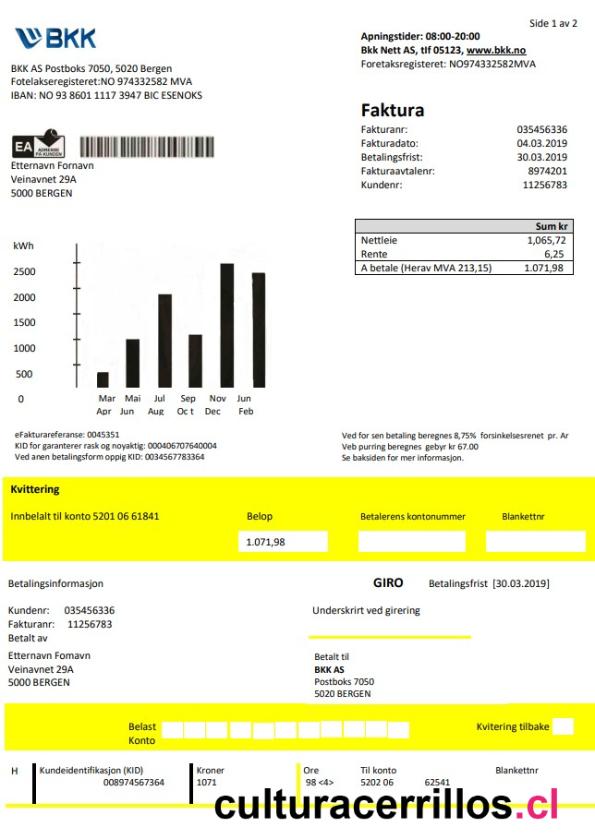 Side 1 av 2
BKK
Apningstider: 08:00-20:00
Bkk Nett AS, tlf 05123, www.bkk.no
Foretaksregisteret: NO974332582MVA
BKK AS Postboks 7050, 5020 Bergen
Fotelakseregisteret:NO 974332582 MVA
IBAN: NO 93 8601 1117 3947 BIC ESENOKS
Faktura
Fakturanr: 035456336
Fakturadato: 04.03.2019
Betalingsfrist: 30.03.2019
Fakturaavtalenr: 8974201
Kundenr: 11256783
EA ADRESSE PÅ KUNDEN
Etternavn Fornavn
Veinavnet 29A
5000 BERGEN
Sum kr
Nettleie 1,065,72
Rente 6,25
A betale (Herav MVA 213,15) 1.071,98
kWh
2500
2000
1500
1000
500
0
Mar Mai Jul Sep Nov Jun
Apr Jun Aug Oc t Dec Feb
eFakturareferanse: 0045351
KID for garanterer rask og noyaktig: 000406707640004
Ved anen betalingsform oppig KID: 0034567783364
Ved for sen betaling beregnes 8,75% forsinkelsesrenet pr. Ar
Veb purring beregnes gebyr kr 67.00
Se baksiden for mer informasjon.
Kvittering
Innbelalt til konto 5201 06 61841
Belop
Betalerens kontonummer
Blankettnr
1.071,98
Betalingsinformasjon
GIRO Betalingsfrist [30.03.2019]
Kundenr: 035456336
Fakturanr: 11256783
Betalt av
Underskrirt ved girering
Etternavn Fomavn
Veinavnet 29A
5000 BERGEN
Betalt til
BKK AS
Postboks 7050
5020 BERGEN
Belast
Konto
Kvitering tilbake
H Kundeidentifikasjon (KID) Kroner Ore Til konto Blankettnr
008974567364 1071 98 <4> 5202 06 62541
culturacerrillos.cl